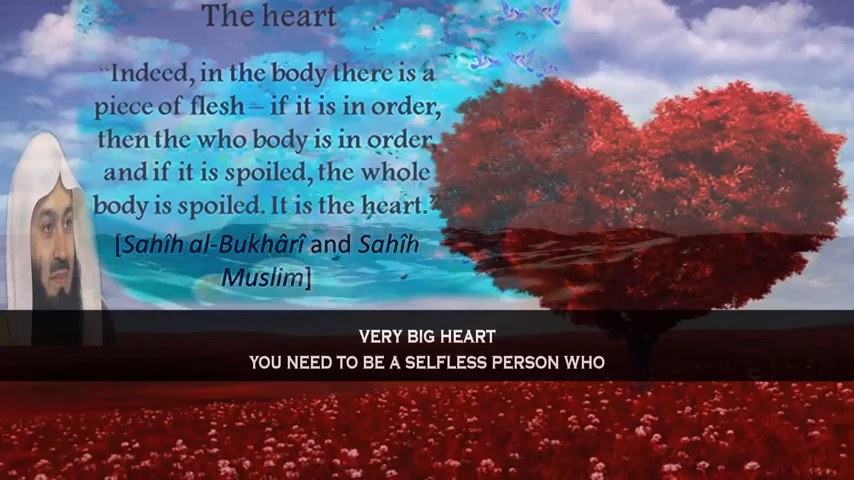 The heart
"Indeed, in the body there is a
piece of flesh – if it is in order,
then the who body is in order,
and if it is spoiled, the whole
body is spoiled. It is the heart."
[Sahîh al-Bukhârî and Sahîh
Muslim]
VERY BIG HEART
YOU NEED TO BE A SELFLESS PERSON WHO